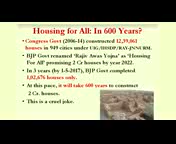 Housing for All: In 600 Years?
• Congress Govt (2006-14) constructed 12,39,061
houses in 949 cities under UIG/IHSDP/RAY-JNNURM.
• BJP Govt renamed 'Rajiv Awas Yojna' as 'Housing
For All' promising 2 Cr houses by year 2022.
• In 3 years (by 1-5-2017), BJP Govt completed
1,02,676 houses only.
• At this pace, it will take 600 years to construct
2 Cr. houses.
• This is a cruel joke.